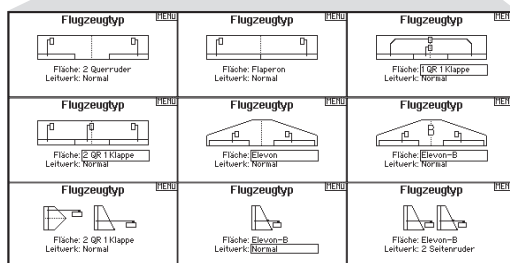 Flugzeugtyp MENU
Fläche: 2 Querruder
Leitwerk: Normal
Flugzeugtyp MENU
Fläche: Flaperon
Leitwerk: Normal
Flugzeugtyp MENU
Fläche: 1 QR 1 Klappe
Leitwerk: Normal
Flugzeugtyp MENU
Fläche: 2 QR 1 Klappe
Leitwerk: Normal
Flugzeugtyp MENU
Fläche: Elevon
Leitwerk: Normal
Flugzeugtyp MENU
B
Fläche: Elevon-B
Leitwerk: Normal
Flugzeugtyp MENU
Fläche: 2 QR 1 Klappe
Leitwerk: Normal
Flugzeugtyp MENU
Fläche: Elevon-B
Leitwerk: Normal
Flugzeugtyp MENU
Fläche: Elevon-B
Leitwerk: 2 Seitenruder